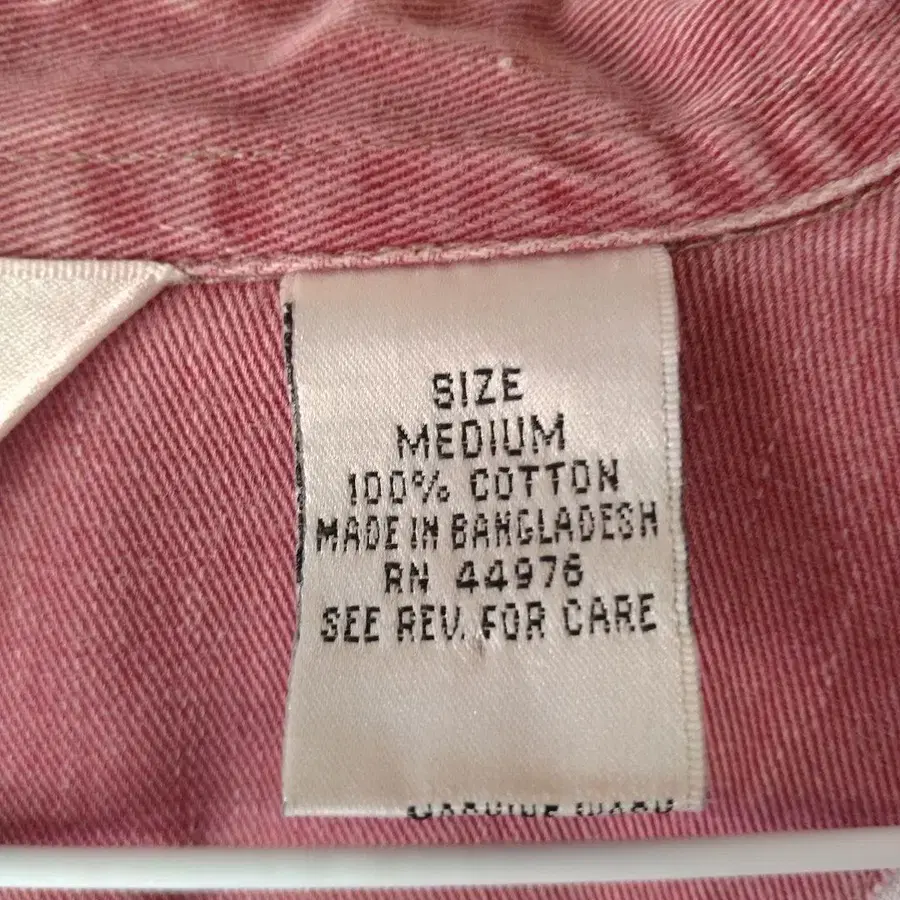 SIZE
MEDIUM
100% COTTON
MADE IN BANGLADESH
RN 44976
SEE REV. FOR CARE